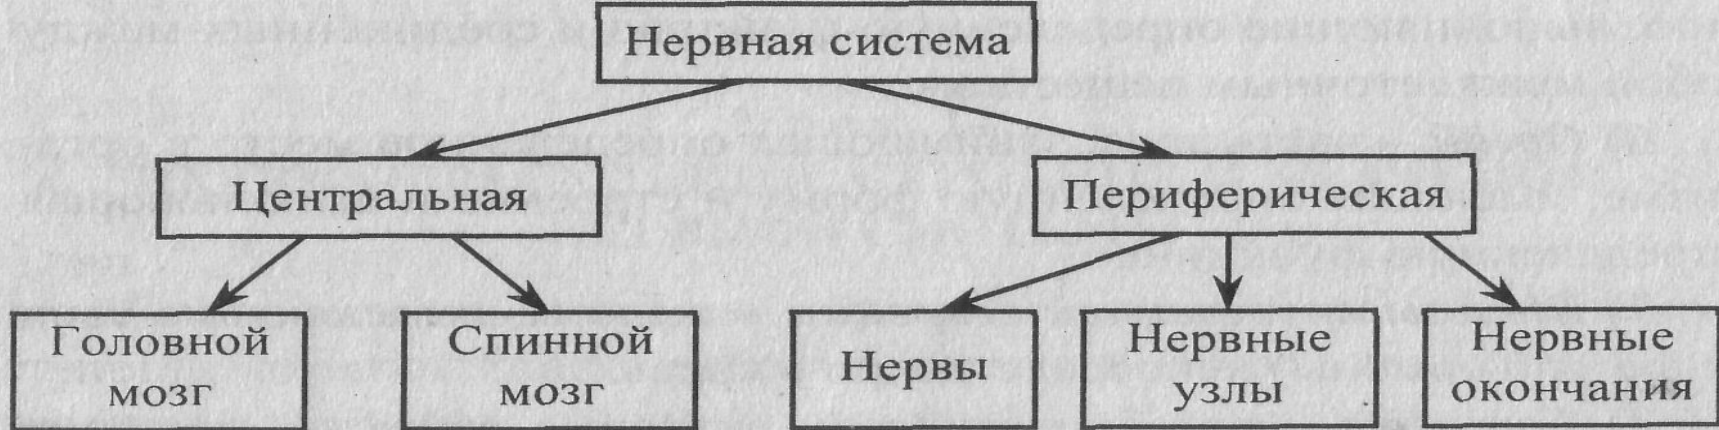 Нервная система
Центральная
Периферическая
Головной
мозг
Спинной
мозг
Нервы
Нервные
узлы
Нервные
окончания